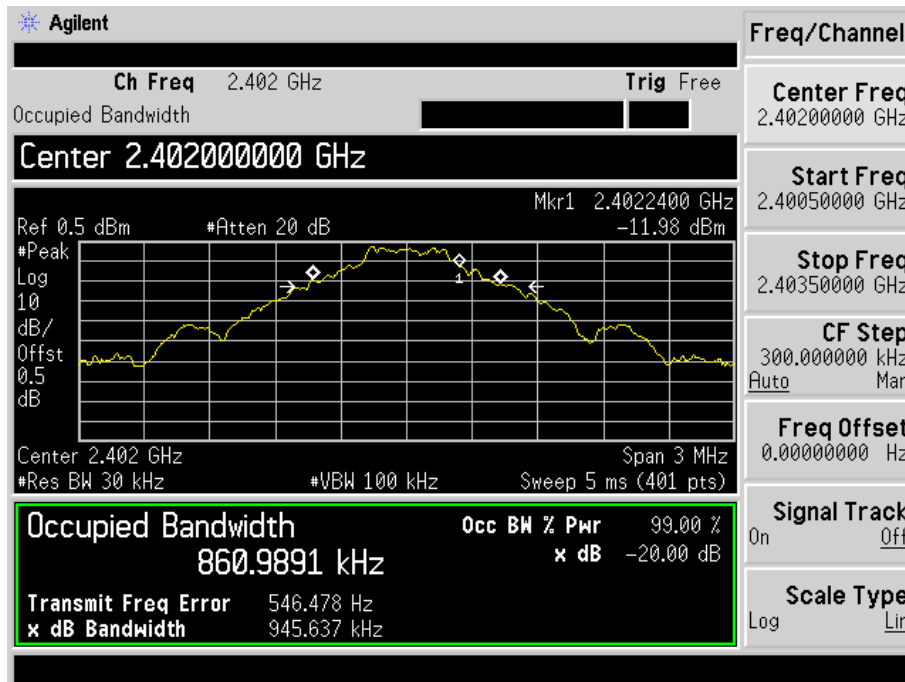 Agilent
Freq/Channel
Ch Freq 2.402 GHz
Trig Free
Occupied Bandwidth
Center 2.402000000 GHz
Mkr1 2.4022400 GHz
Ref 0.5 dBm #Atten 20 dB -11.98 dBm
#Peak
Log
10
dB/
Offst
0.5
dB
1
Center 2.402 GHz
Span 3 MHz
#Res BW 30 kHz #VBW 100 kHz Sweep 5 ms (401 pts)
Occupied Bandwidth
860.9891 kHz
Occ BW % Pwr 99.00 %
x dB -20.00 dB
Transmit Freq Error 546.478 Hz
x dB Bandwidth 945.637 kHz
Center Freq
2.40200000 GHz
Start Freq
2.40050000 GHz
Stop Freq
2.40350000 GHz
CF Step
300.000000 kHz
Auto Man
Freq Offset
0.00000000 Hz
Signal Track
On Off
Scale Type
Log Lin